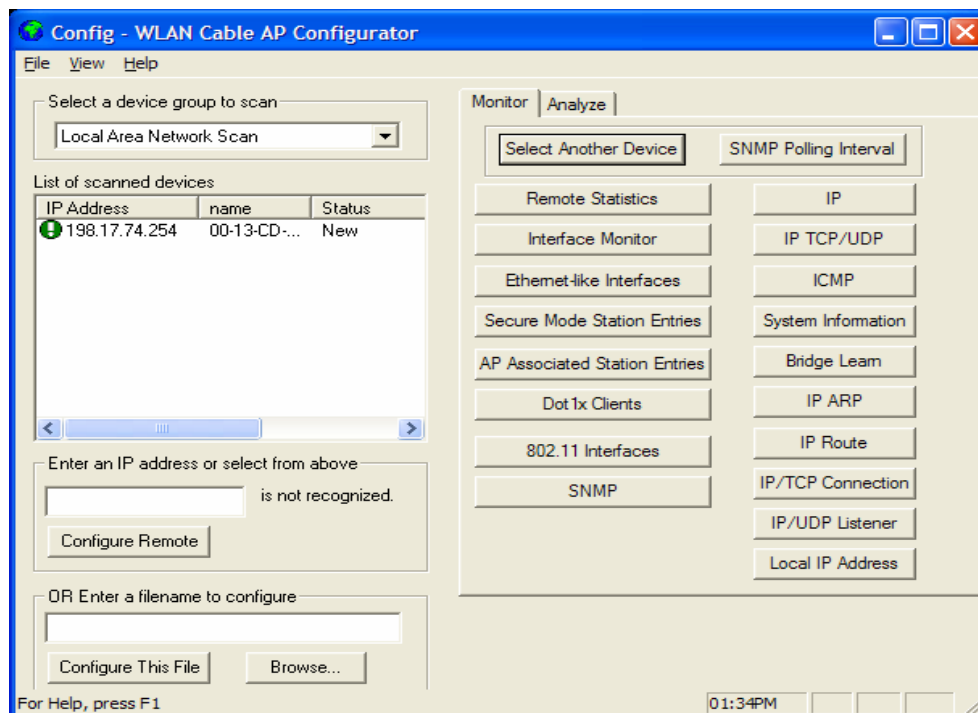 Config - WLAN Cable AP Configurator
File View Help
Select a device group to scan
Local Area Network Scan
List of scanned devices
IP Address name Status
198.17.74.254 00-13-CD-... New
Enter an IP address or select from above
is not recognized.
Configure Remote
OR Enter a filename to configure
Configure This File Browse...
Monitor Analyze
Select Another Device SNMP Polling Interval
Remote Statistics IP
Interface Monitor IP TCP/UDP
Ethernet-like Interfaces ICMP
Secure Mode Station Entries System Information
AP Associated Station Entries Bridge Learn
Dot1x Clients IP ARP
802.11 Interfaces IP Route
SNMP IP/TCP Connection
IP/UDP Listener
Local IP Address
For Help, press F1 01:34PM